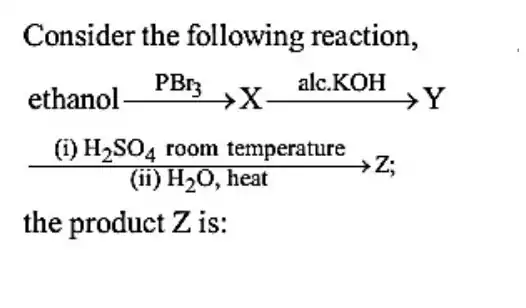 Consider the following reaction,
ethanol —PBr₃→ X —alc.KOH→ Y
—(i) H₂SO₄ room temperature / (ii) H₂O, heat→ Z;
the product Z is: